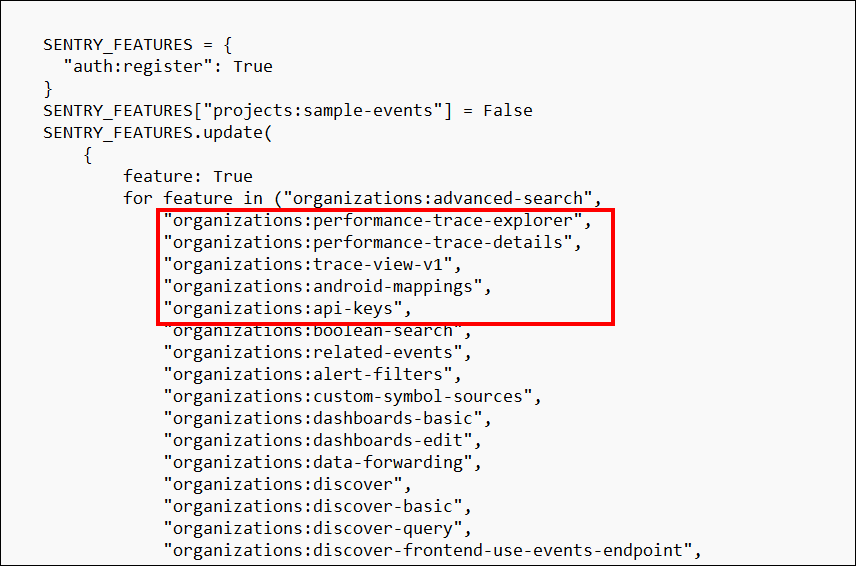 SENTRY_FEATURES = {
  "auth:register": True
}
SENTRY_FEATURES["projects:sample-events"] = False
SENTRY_FEATURES.update(
    {
        feature: True
        for feature in ("organizations:advanced-search",
            "organizations:performance-trace-explorer",
            "organizations:performance-trace-details",
            "organizations:trace-view-v1",
            "organizations:android-mappings",
            "organizations:api-keys",
            "organizations:boolean-search",
            "organizations:related-events",
            "organizations:alert-filters",
            "organizations:custom-symbol-sources",
            "organizations:dashboards-basic",
            "organizations:dashboards-edit",
            "organizations:data-forwarding",
            "organizations:discover",
            "organizations:discover-basic",
            "organizations:discover-query",
            "organizations:discover-frontend-use-events-endpoint",